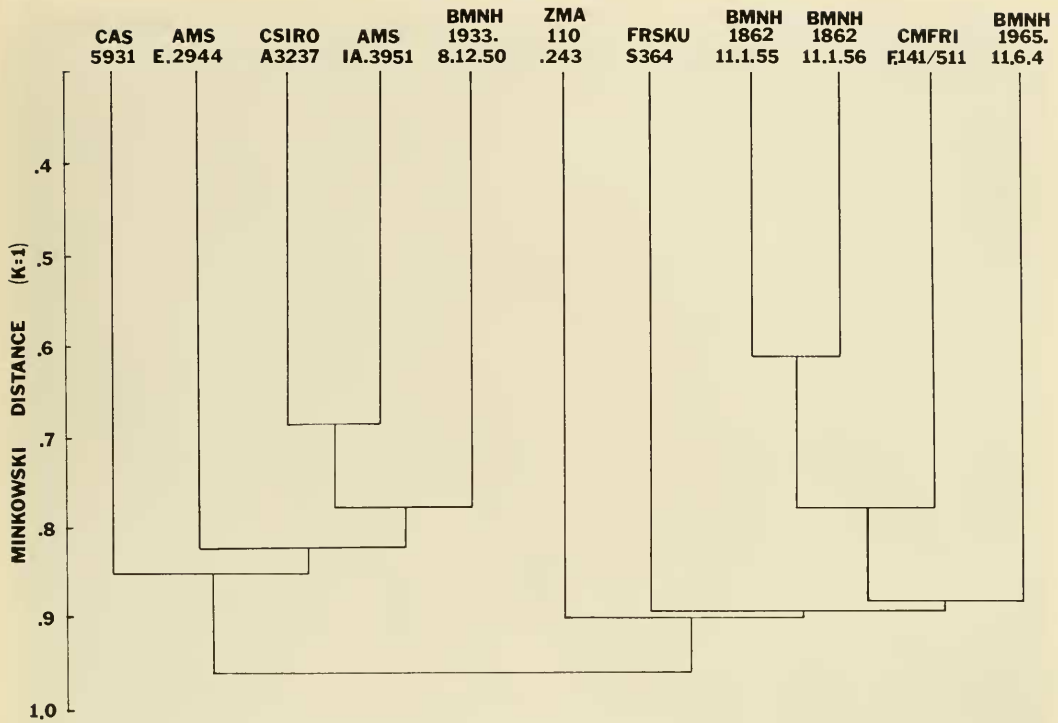 CAS
5931
AMS
E.2944
CSIRO
A3237
AMS
IA.3951
BMNH
1933.
8.12.50
ZMA
110
.243
FRSKU
S364
BMNH
1862
11.1.55
BMNH
1862
11.1.56
CMFRI
F.141/511
BMNH
1965.
11.6.4
MINKOWSKI DISTANCE (K=1)
.4
.5
.6
.7
.8
.9
1.0